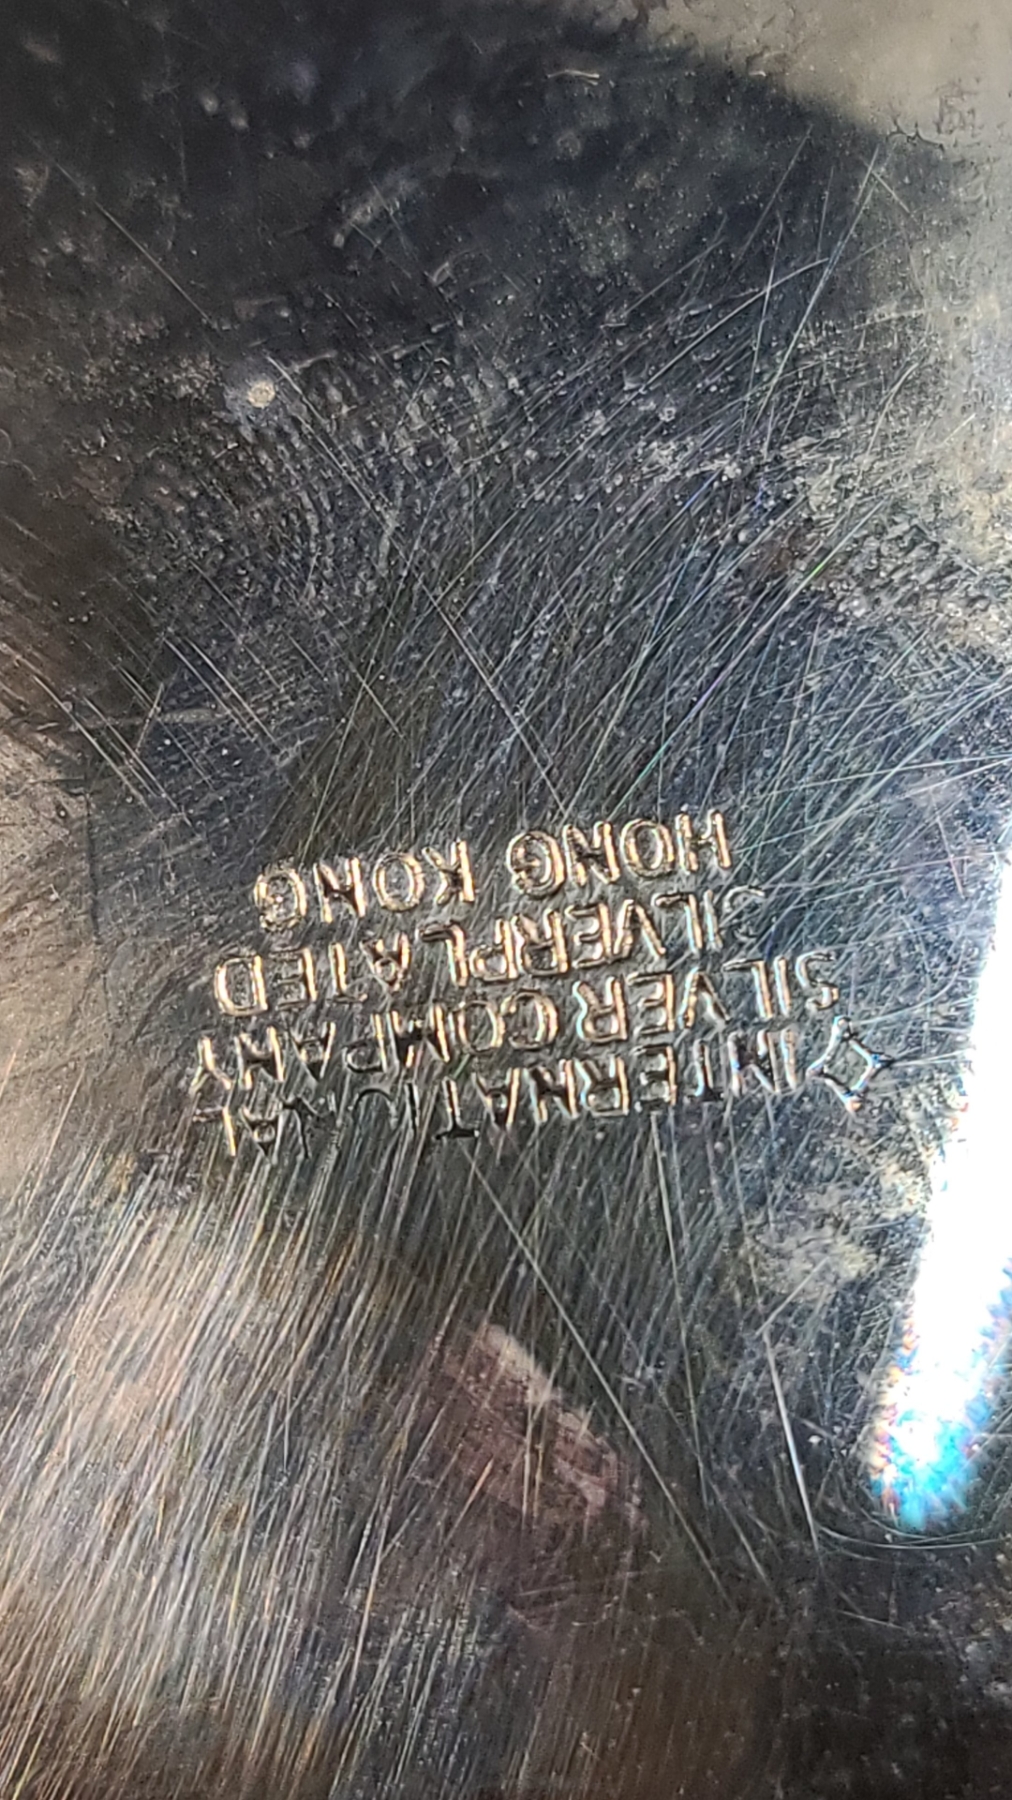 INTERNATIONAL
SILVER COMPANY
SILVERPLATED
HONG KONG